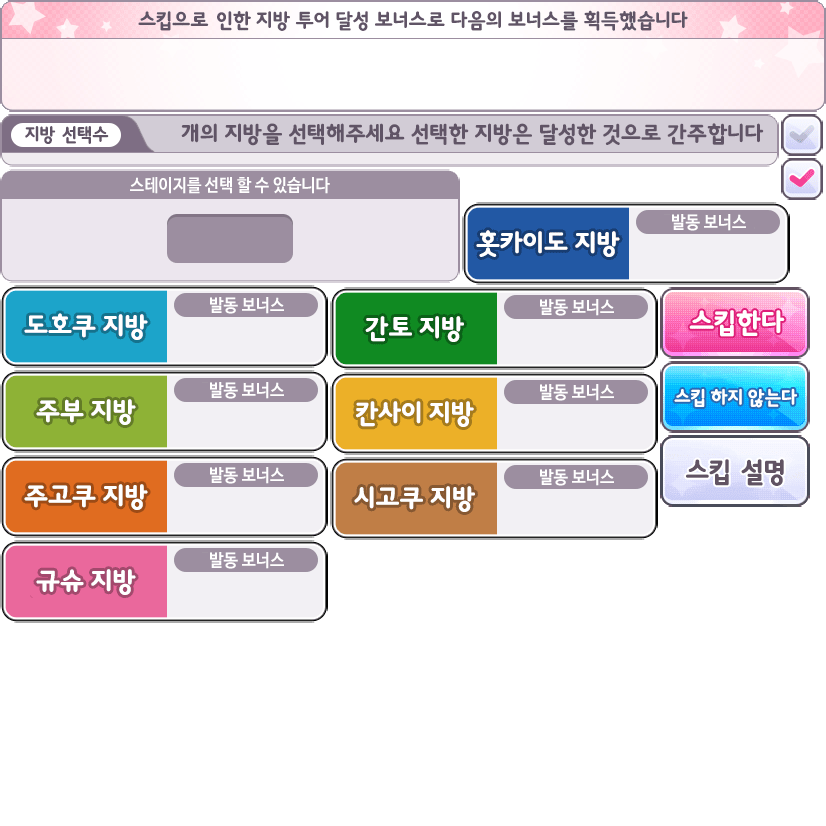 스킵으로 인한 지방 투어 달성 보너스로 다음의 보너스를 획득했습니다
지방 선택수
개의 지방을 선택해주세요 선택한 지방은 달성한 것으로 간주합니다
스테이지를 선택 할 수 있습니다
홋카이도 지방
발동 보너스
도호쿠 지방
발동 보너스
간토 지방
발동 보너스
스킵한다
주부 지방
발동 보너스
칸사이 지방
발동 보너스
스킵 하지 않는다
주고쿠 지방
발동 보너스
시고쿠 지방
발동 보너스
스킵 설명
규슈 지방
발동 보너스